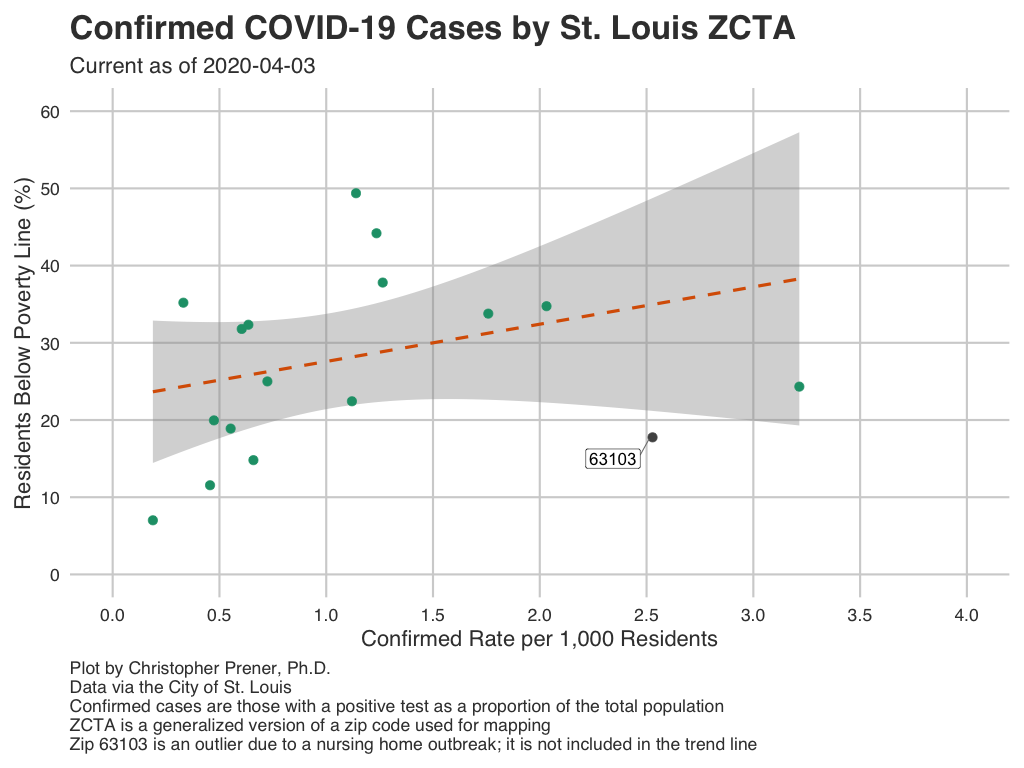 Confirmed COVID-19 Cases by St. Louis ZCTA
Current as of 2020-04-03
60
50
40
30
20
10
0
Residents Below Poverty Line (%)
63103
0.0 0.5 1.0 1.5 2.0 2.5 3.0 3.5 4.0
Confirmed Rate per 1,000 Residents
Plot by Christopher Prener, Ph.D.
Data via the City of St. Louis
Confirmed cases are those with a positive test as a proportion of the total population
ZCTA is a generalized version of a zip code used for mapping
Zip 63103 is an outlier due to a nursing home outbreak; it is not included in the trend line